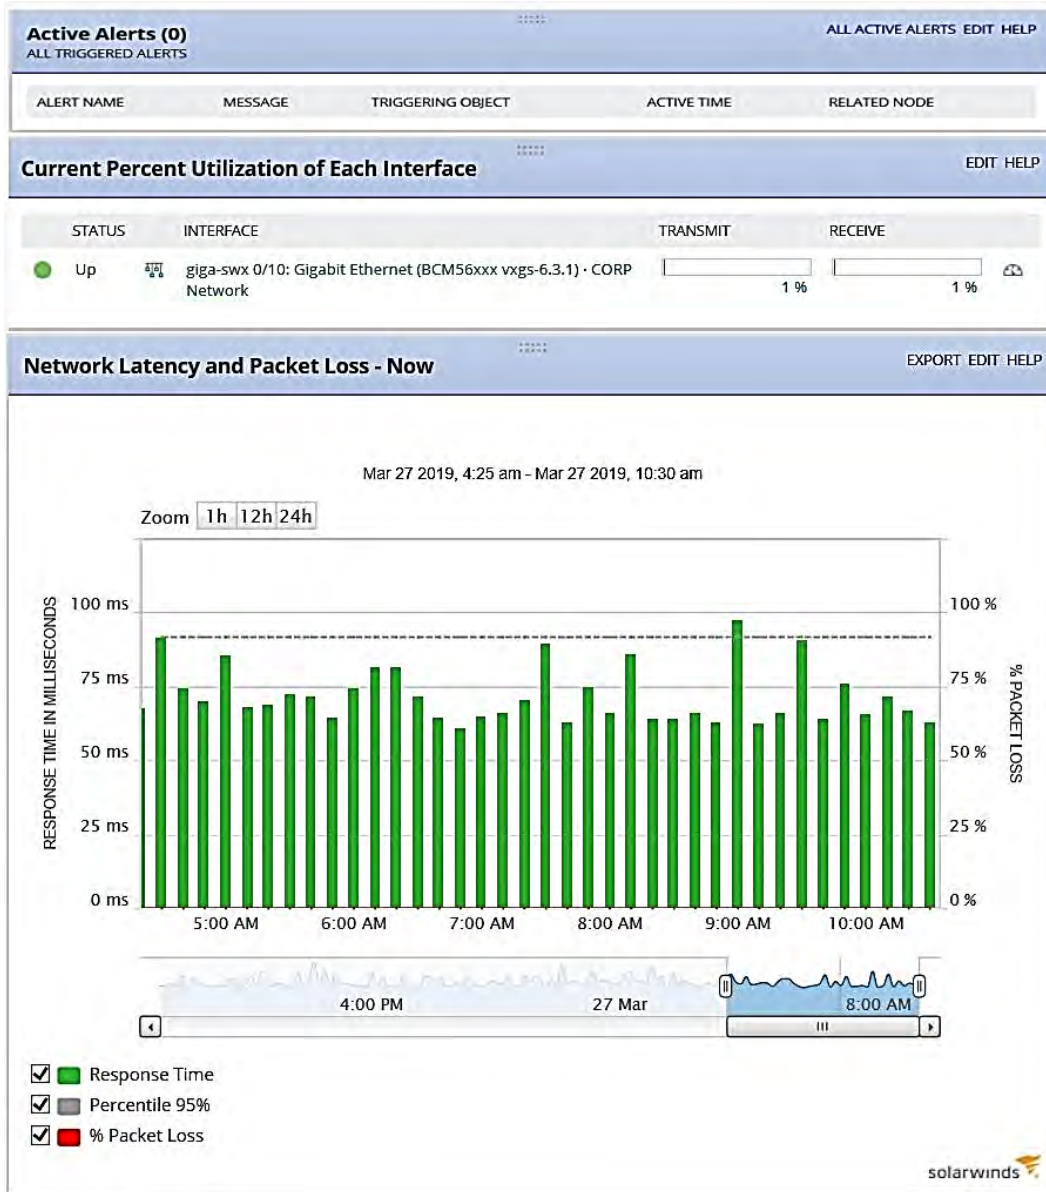 Active Alerts (0)
ALL TRIGGERED ALERTS
ALL ACTIVE ALERTS EDIT HELP
ALERT NAME MESSAGE TRIGGERING OBJECT ACTIVE TIME RELATED NODE
Current Percent Utilization of Each Interface
EDIT HELP
STATUS INTERFACE TRANSMIT RECEIVE
Up giga-swx 0/10: Gigabit Ethernet (BCM56xxx vxgs-6.3.1) · CORP
Network
1 % 1 %
Network Latency and Packet Loss - Now
EXPORT EDIT HELP
Mar 27 2019, 4:25 am - Mar 27 2019, 10:30 am
Zoom 1h 12h 24h
RESPONSE TIME IN MILLISECONDS
100 ms
75 ms
50 ms
25 ms
0 ms
100 %
75 %
50 %
25 %
0 %
% PACKET LOSS
5:00 AM 6:00 AM 7:00 AM 8:00 AM 9:00 AM 10:00 AM
4:00 PM 27 Mar 8:00 AM
Response Time
Percentile 95%
% Packet Loss
solarwinds